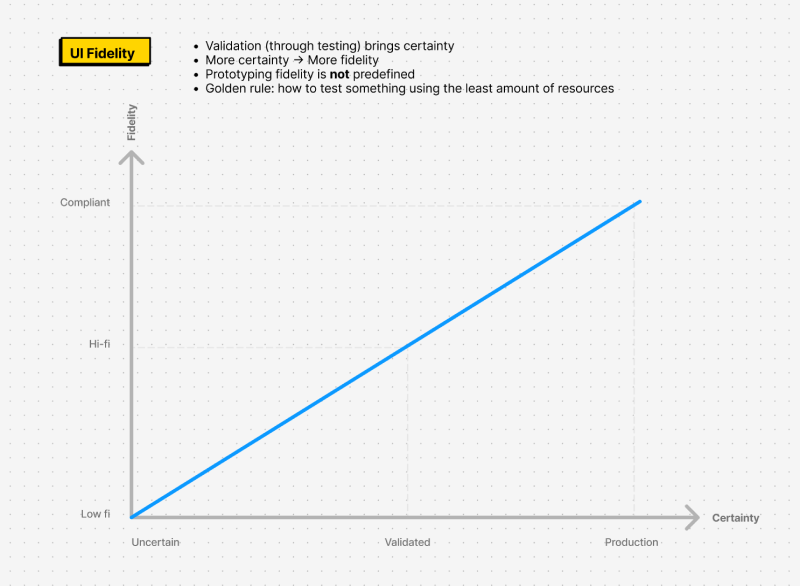 UI Fidelity
• Validation (through testing) brings certainty
• More certainty → More fidelity
• Prototyping fidelity is not predefined
• Golden rule: how to test something using the least amount of resources
Fidelity
Compliant
Hi-fi
Low fi
Certainty
Uncertain
Validated
Production